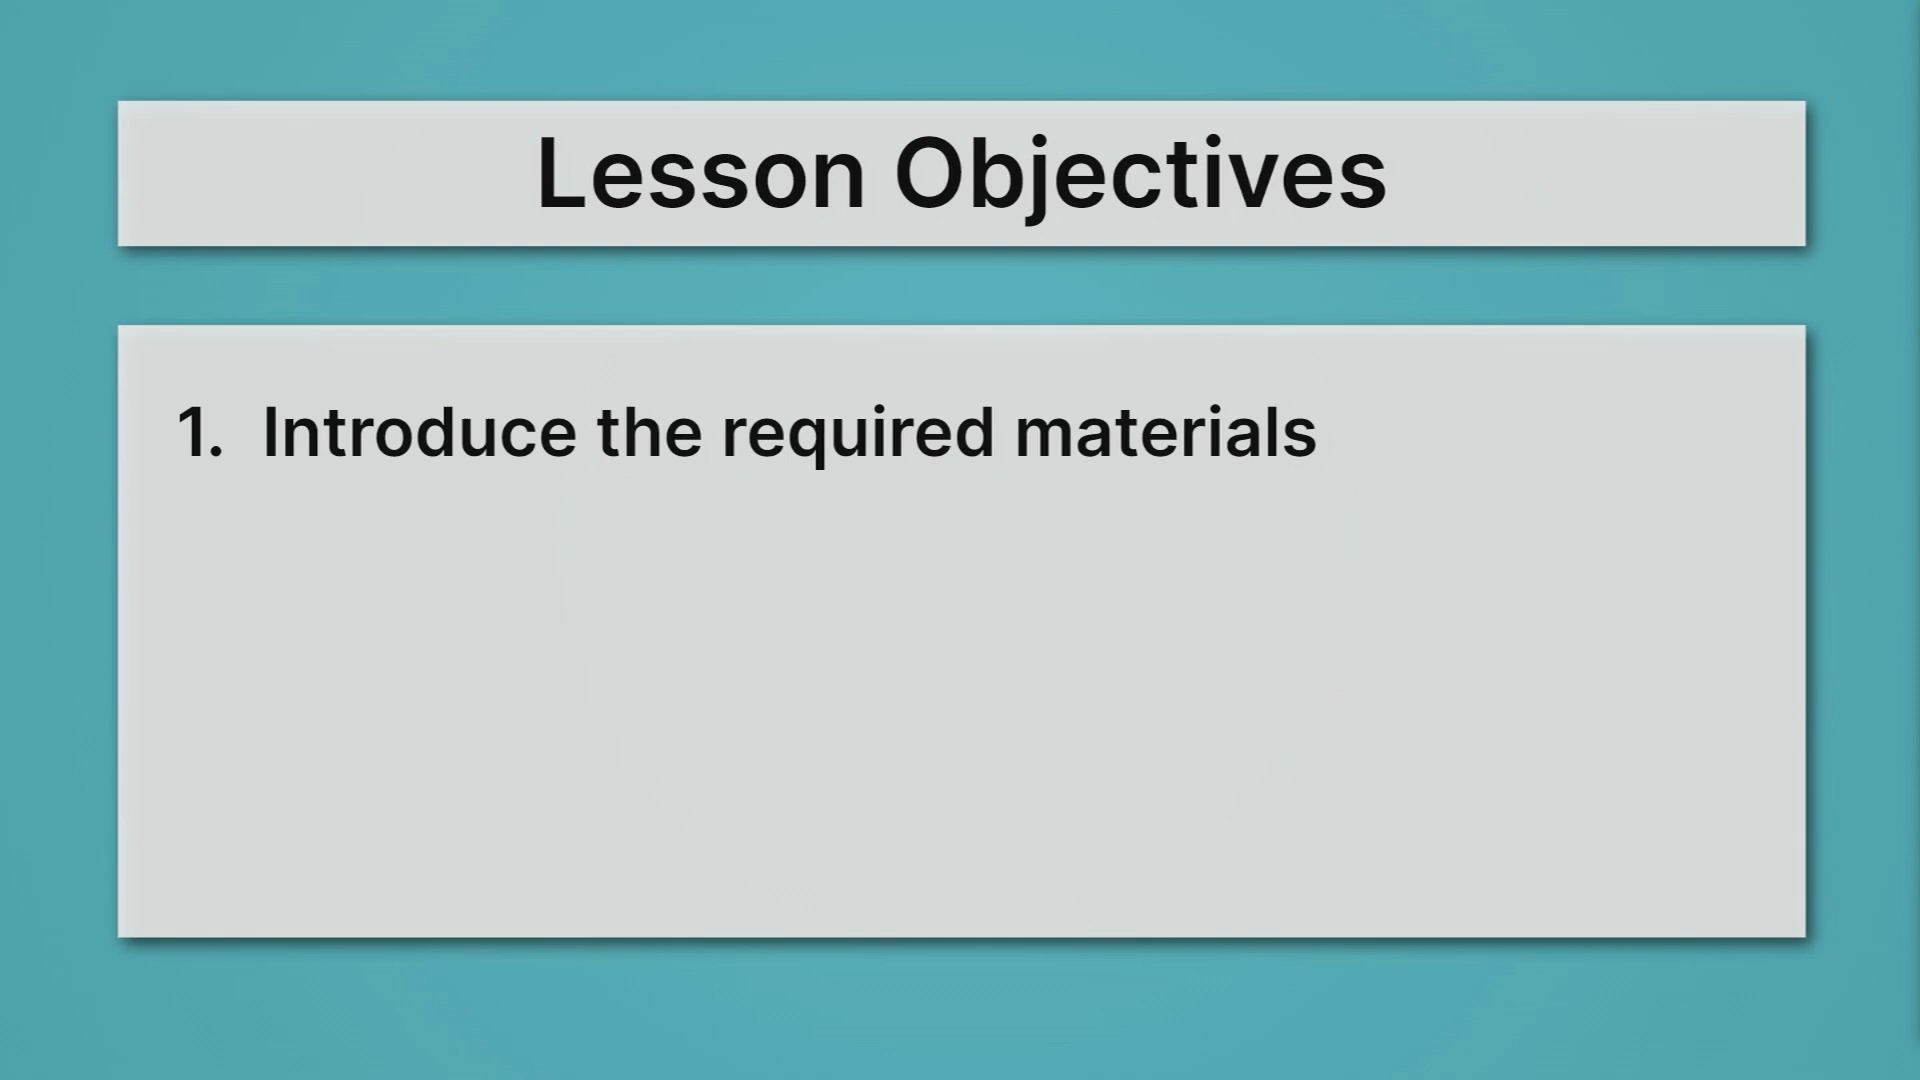 Lesson Objectives
1. Introduce the required materials